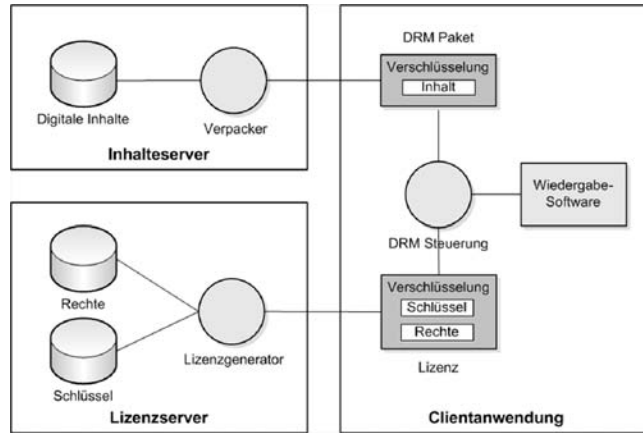 Digitale Inhalte
Verpacker
Inhalteserver
Rechte
Schlüssel
Lizenzgenerator
Lizenzserver
DRM Paket
Verschlüsselung
Inhalt
DRM Steuerung
Wiedergabe-
Software
Verschlüsselung
Schlüssel
Rechte
Lizenz
Clientanwendung